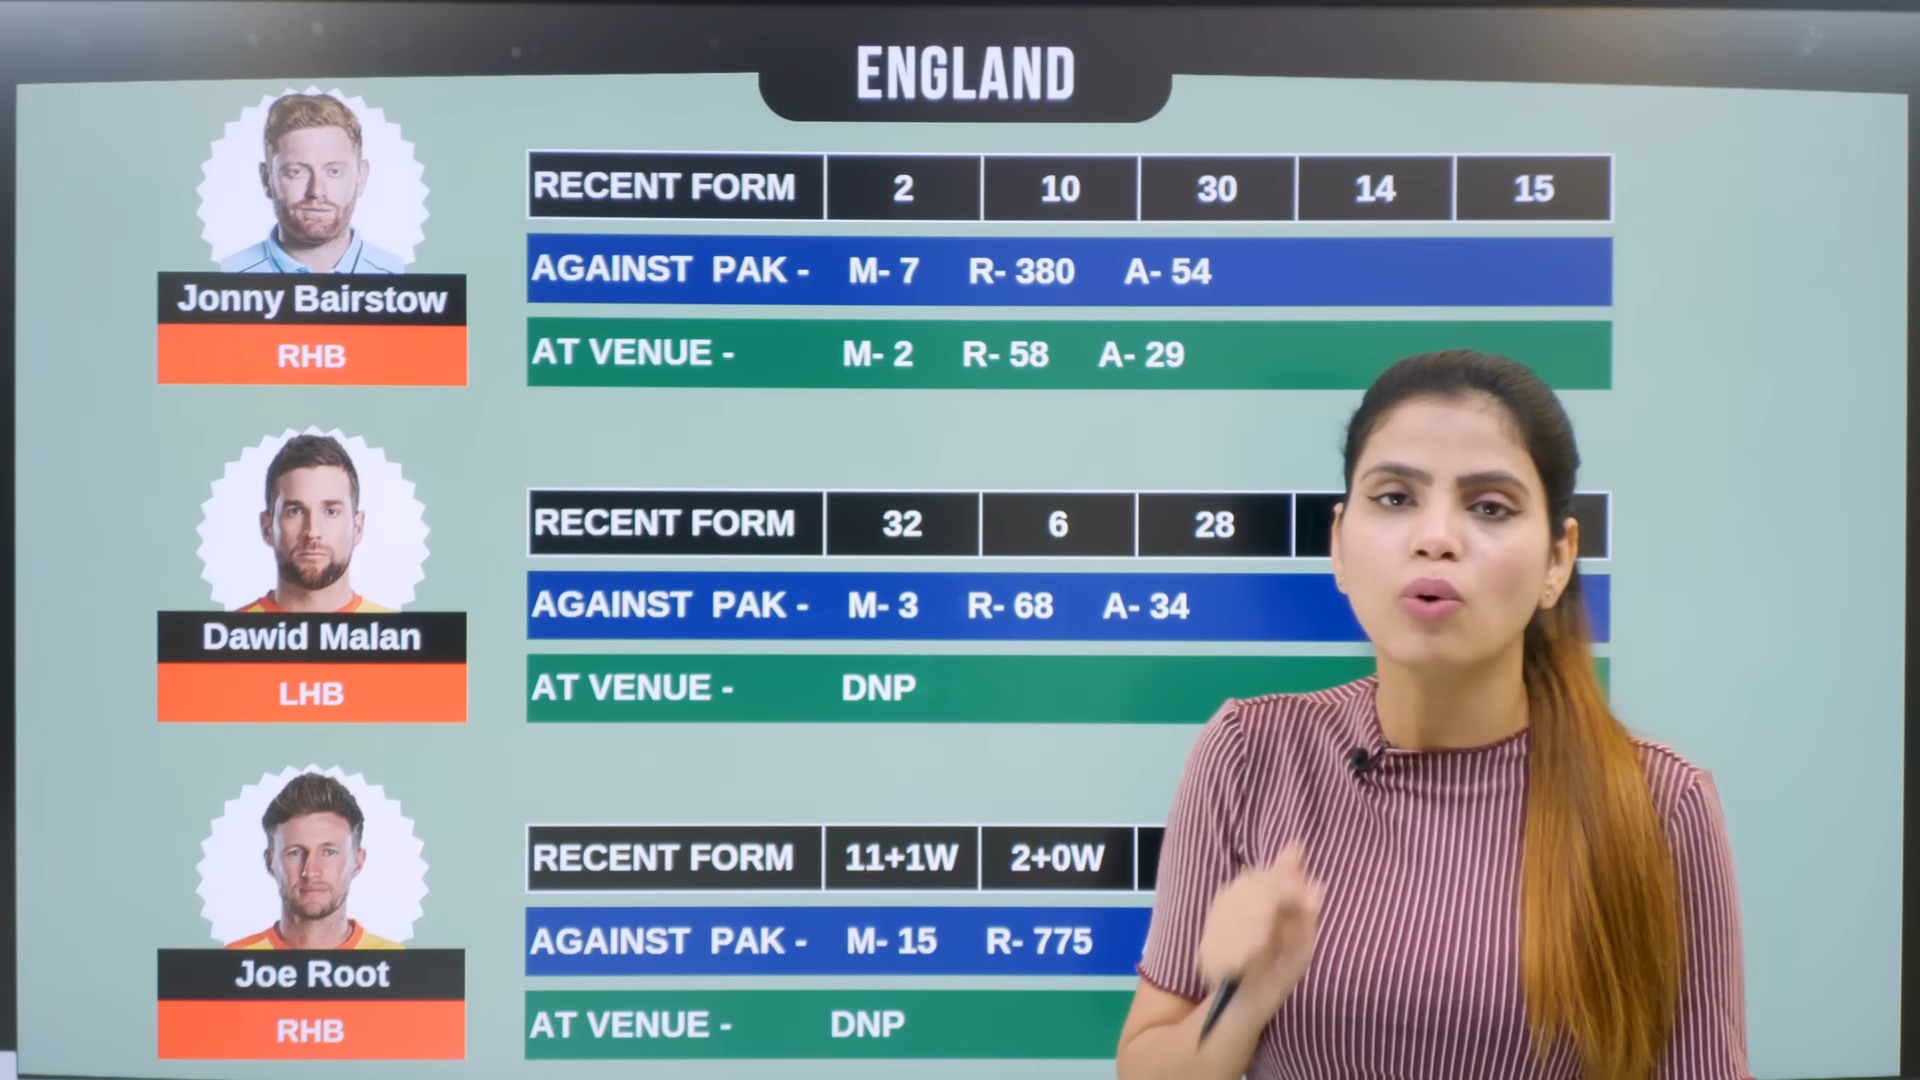 ENGLAND
RECENT FORM 2 10 30 14 15
AGAINST PAK - M- 7 R- 380 A- 54
AT VENUE - M- 2 R- 58 A- 29
Jonny Bairstow
RHB
RECENT FORM 32 6 28
AGAINST PAK - M- 3 R- 68 A- 34
AT VENUE - DNP
Dawid Malan
LHB
RECENT FORM 11+1W 2+0W
AGAINST PAK - M- 15 R- 775
AT VENUE - DNP
Joe Root
RHB